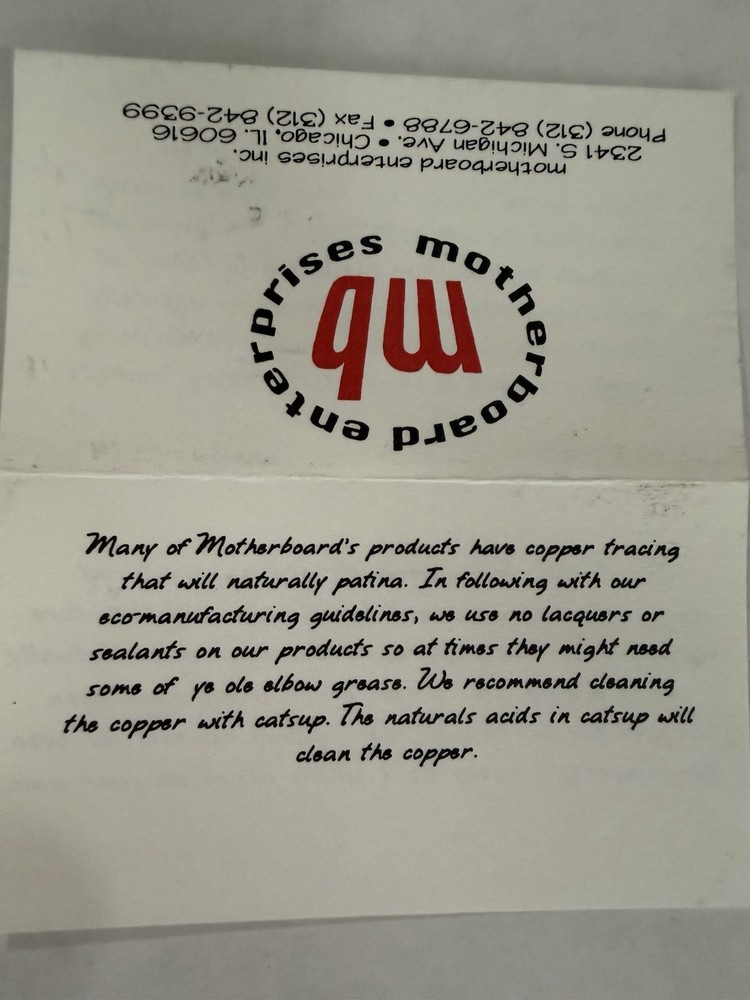 motherboard enterprises inc.
2341 S. Michigan Ave. • Chicago, IL. 60616
Phone (312) 842-6788 • Fax (312) 842-9399
motherboard enterprises
mb
Many of Motherboard's products have copper tracing
that will naturally patina. In following with our
eco-manufacturing guidelines, we use no lacquers or
sealants on our products so at times they might need
some of ye ole elbow grease. We recommend cleaning
the copper with catsup. The naturals acids in catsup will
clean the copper.